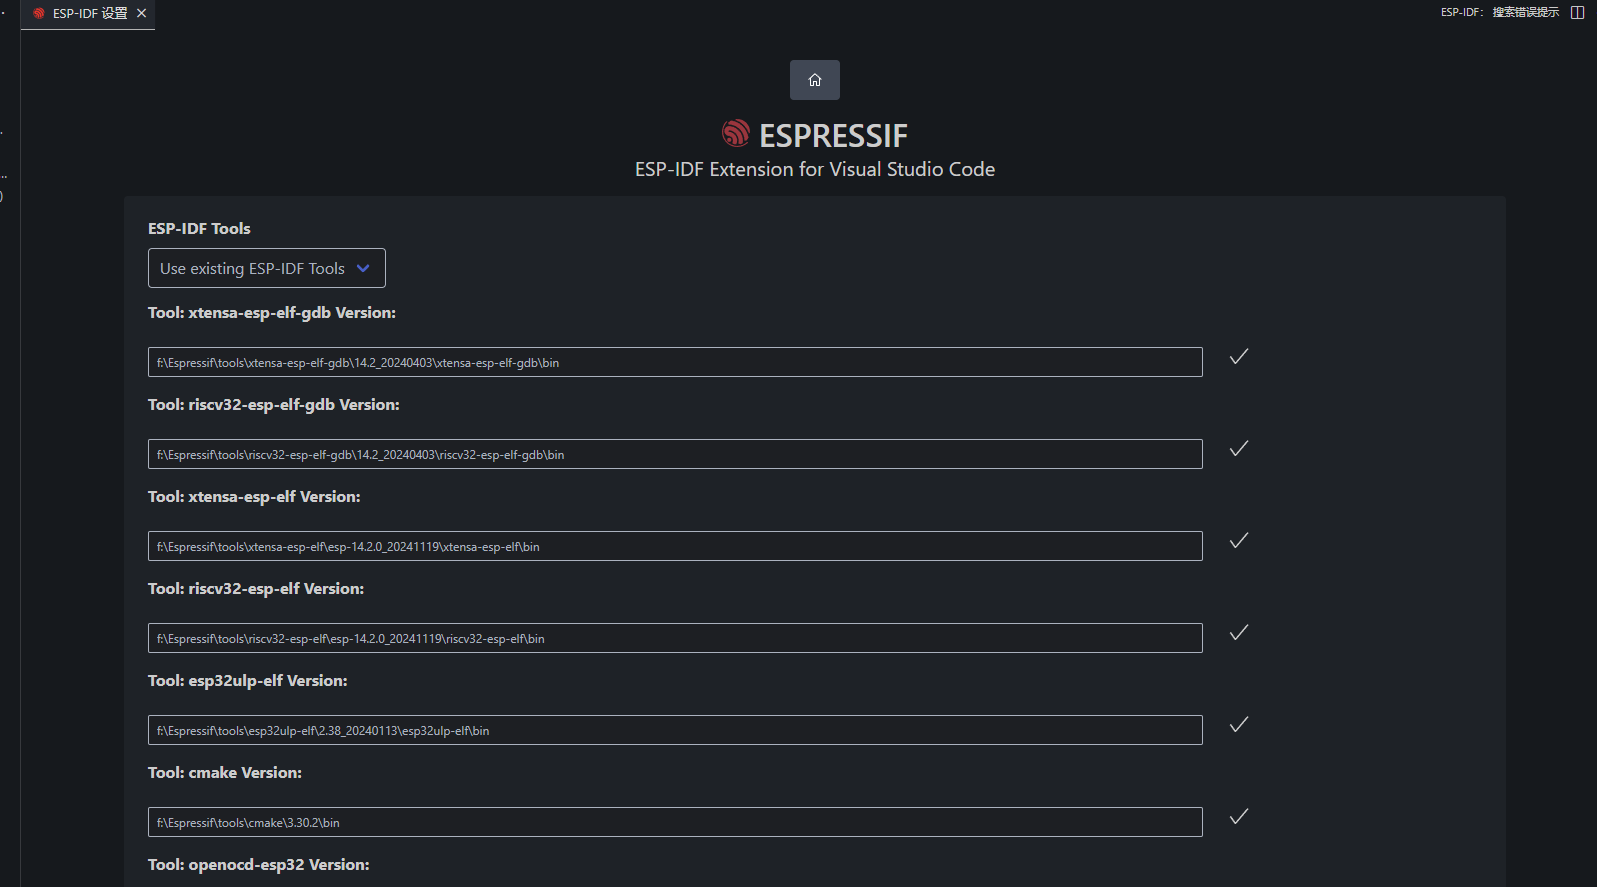 ESP-IDF 设置
ESP-IDF: 搜索错误提示
ESPRESSIF
ESP-IDF Extension for Visual Studio Code
ESP-IDF Tools
Use existing ESP-IDF Tools
Tool: xtensa-esp-elf-gdb Version:
f:\Espressif\tools\xtensa-esp-elf-gdb\14.2_20240403\xtensa-esp-elf-gdb\bin
Tool: riscv32-esp-elf-gdb Version:
f:\Espressif\tools\riscv32-esp-elf-gdb\14.2_20240403\riscv32-esp-elf-gdb\bin
Tool: xtensa-esp-elf Version:
f:\Espressif\tools\xtensa-esp-elf\esp-14.2.0_20241119\xtensa-esp-elf\bin
Tool: riscv32-esp-elf Version:
f:\Espressif\tools\riscv32-esp-elf\esp-14.2.0_20241119\riscv32-esp-elf\bin
Tool: esp32ulp-elf Version:
f:\Espressif\tools\esp32ulp-elf\2.38_20240113\esp32ulp-elf\bin
Tool: cmake Version:
f:\Espressif\tools\cmake\3.30.2\bin
Tool: openocd-esp32 Version: